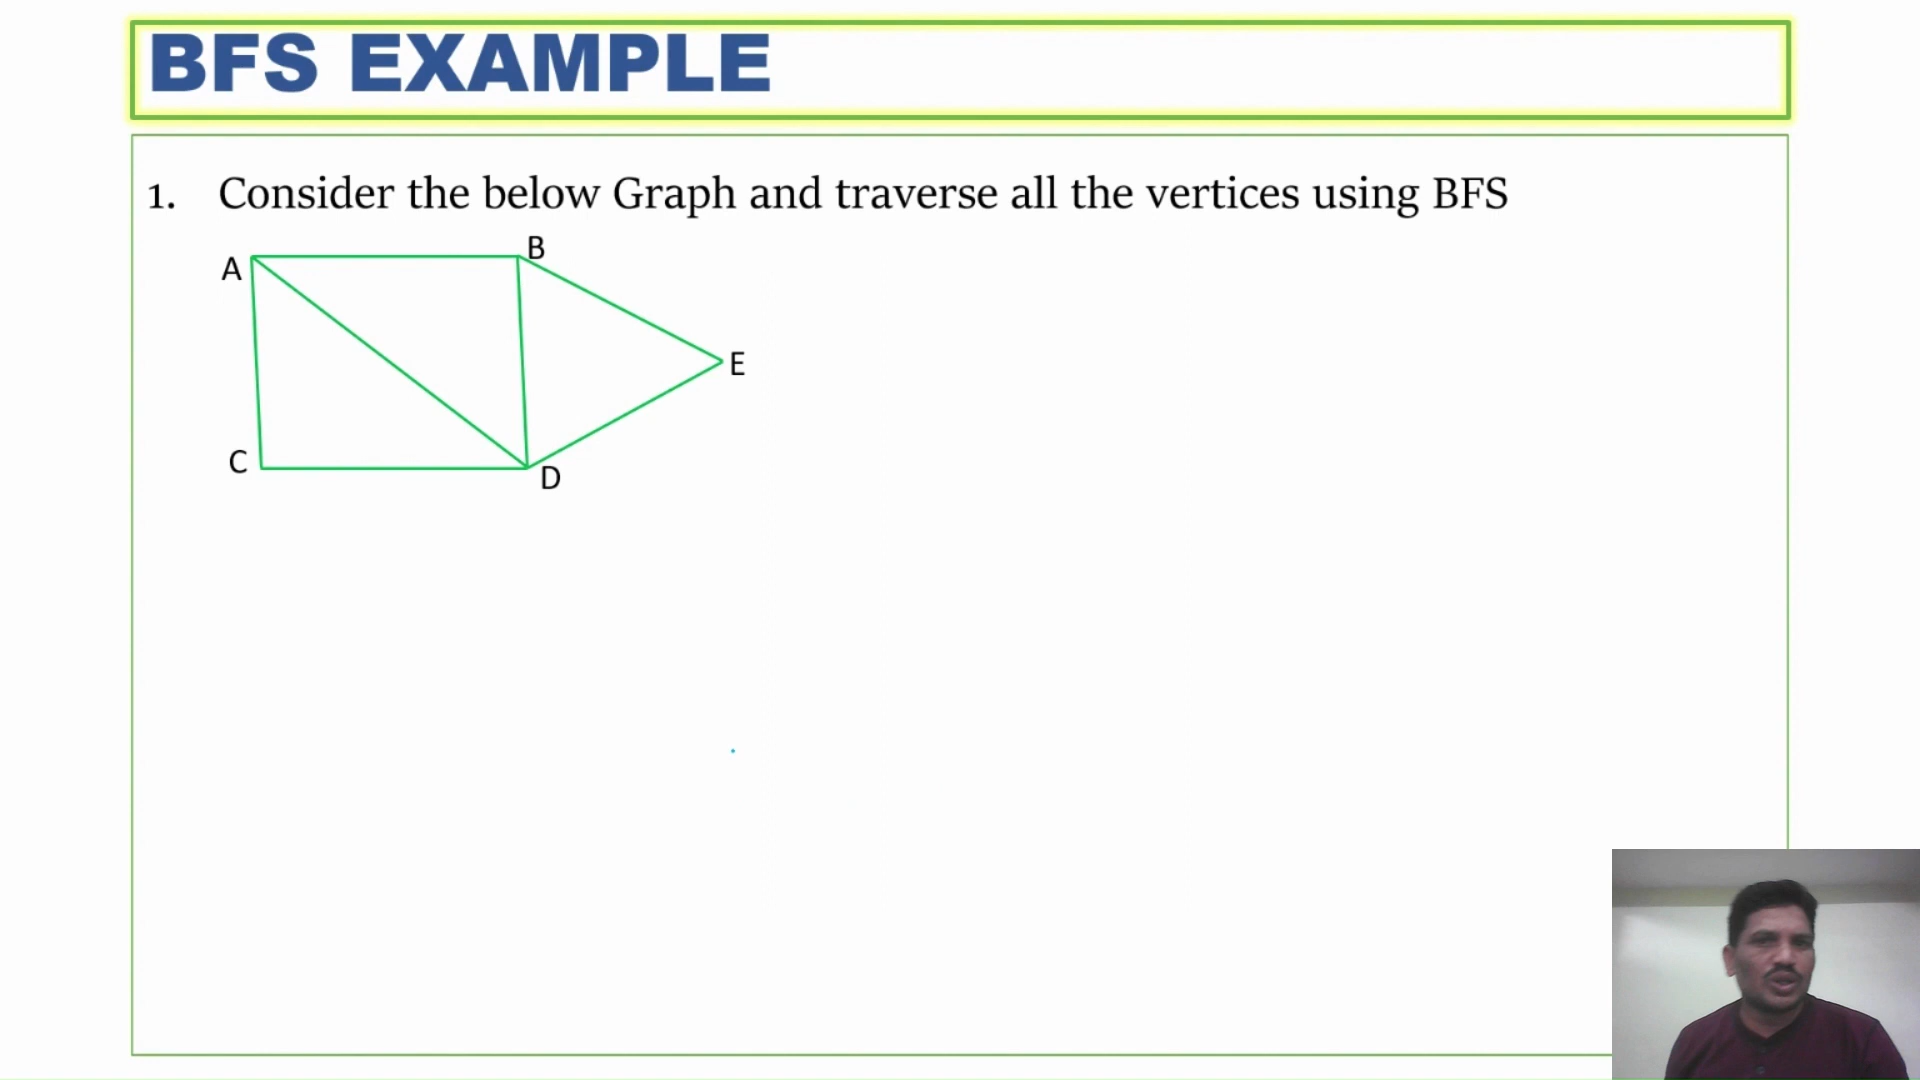 BFS EXAMPLE
1. Consider the below Graph and traverse all the vertices using BFS
B
A
E
C
D